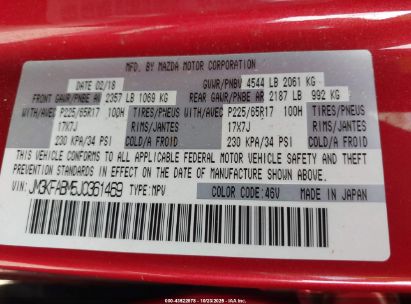 MFD. BY MAZDA MOTOR CORPORATION
DATE 02/18 GVWR/PNBV 4544 LB 2061 KG
FRONT GAWR/PNBE AV 2357 LB 1069 KG REAR GAWR/PNBE AR 2187 LB 992 KG
WITH/AVEC P225/65R17 100H TIRES/PNEUS WITH/AVEC P225/65R17 100H TIRES/PNEUS
17X7J RIMS/JANTES 17X7J RIMS/JANTES
230 KPA/34 PSI COLD/A FROID 230 KPA/34 PSI COLD/A FROID
THIS VEHICLE CONFORMS TO ALL APPLICABLE FEDERAL MOTOR VEHICLE SAFETY AND
THEFT PREVENTION STANDARDS IN EFFECT ON THE DATE OF MANUFACTURE SHOWN ABOVE.
VIN: JM3KFABM5J0361469 TYPE: MPV COLOR CODE: 46V MADE IN JAPAN